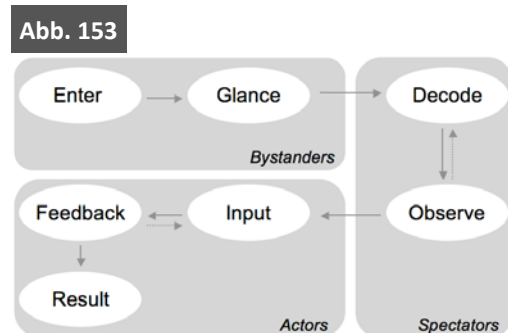 Abb. 153
Enter
Glance
Decode
Bystanders
Feedback
Input
Observe
Result
Actors
Spectators